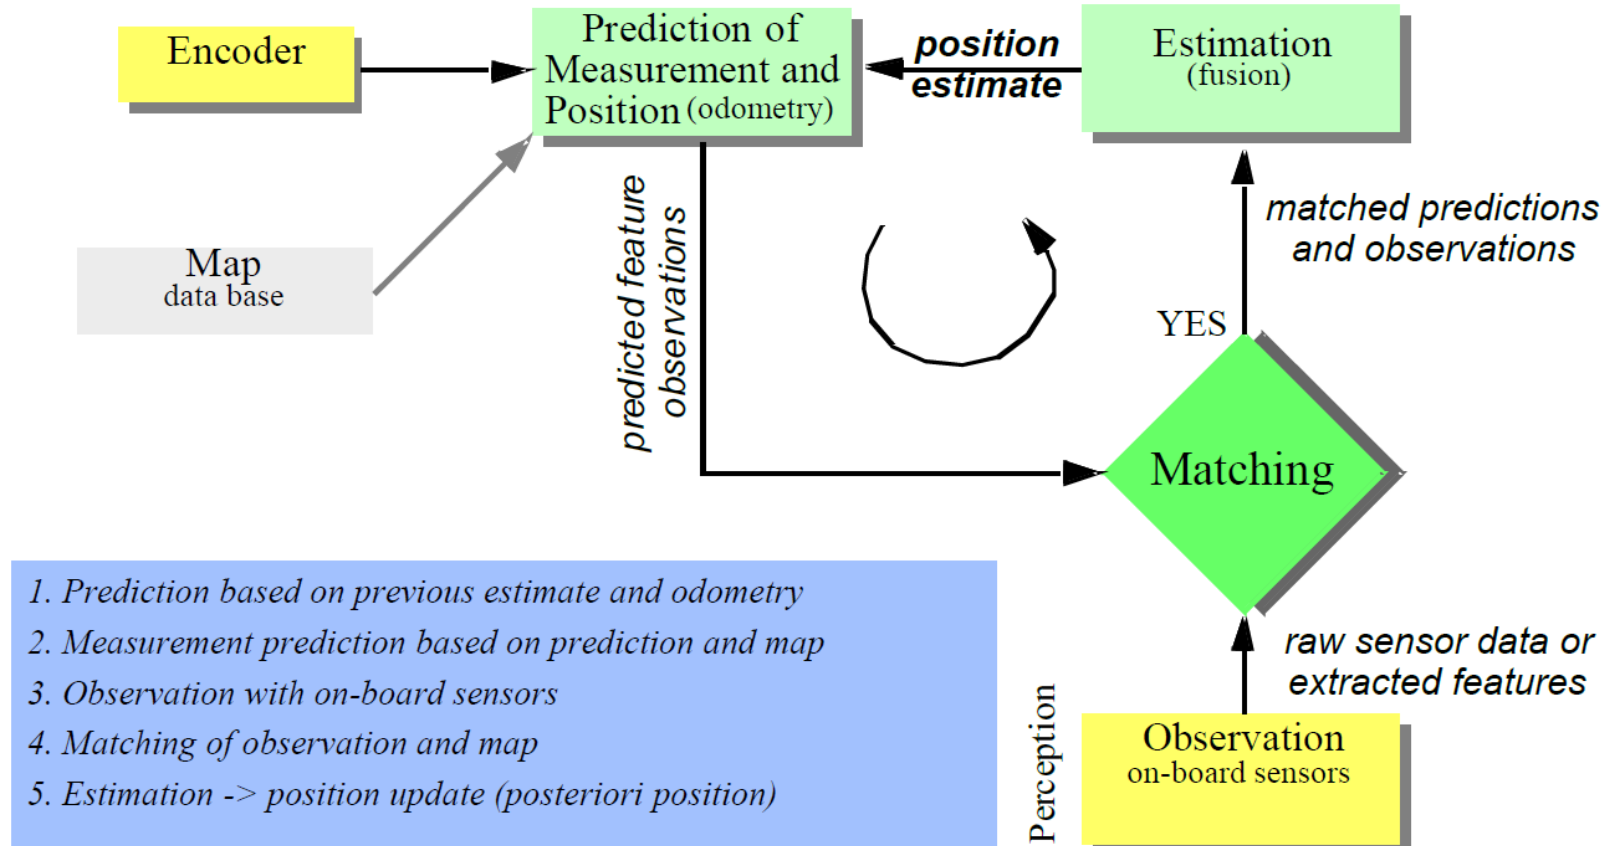 Encoder
Prediction of
Measurement and
Position (odometry)
position
estimate
Estimation
(fusion)
Map
data base
predicted feature
observations
matched predictions
and observations
YES
Matching
raw sensor data or
extracted features
Perception
Observation
on-board sensors
1. Prediction based on previous estimate and odometry
2. Measurement prediction based on prediction and map
3. Observation with on-board sensors
4. Matching of observation and map
5. Estimation -> position update (posteriori position)